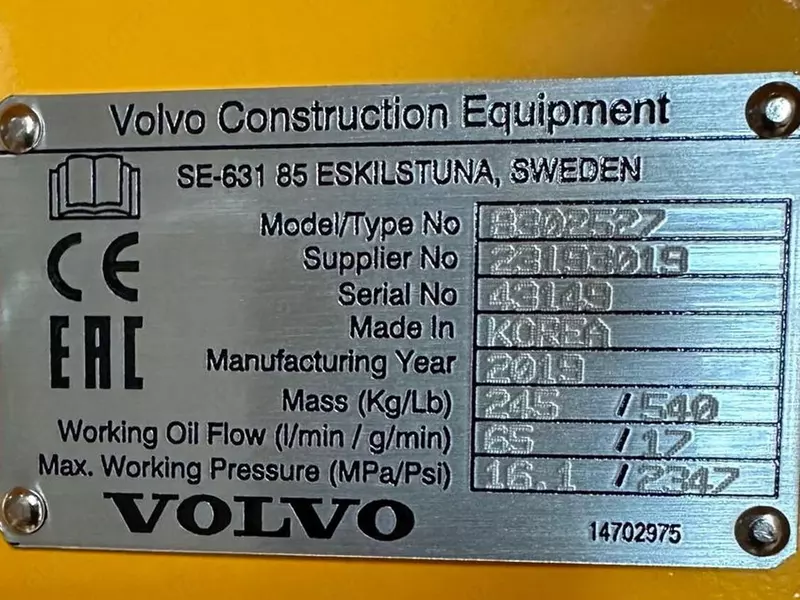 Volvo Construction Equipment
SE-631 85 ESKILSTUNA, SWEDEN
Model/Type No 8302527
Supplier No 23193019
Serial No 43149
Made In KOREA
Manufacturing Year 2019
Mass (Kg/Lb) 245 / 540
Working Oil Flow (l/min / g/min) 65 / 17
Max. Working Pressure (MPa/Psi) 16.1 / 2347
CE
EAC
VOLVO
14702975